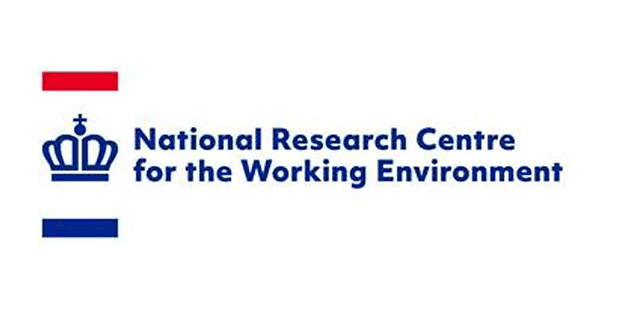 National Research Centre
for the Working Environment